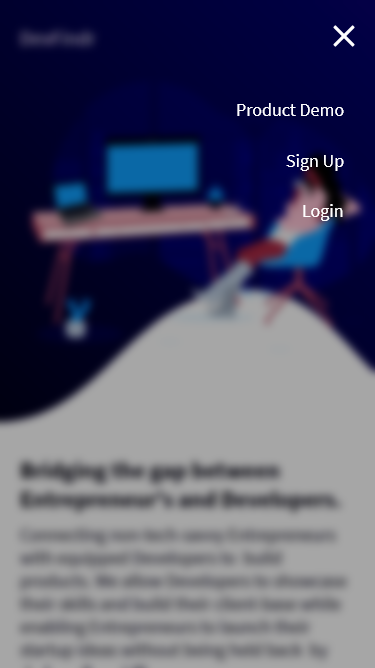 Product Demo
Sign Up
Login
Bridging the gap between
Entrepreneur's and Developers.
Connecting non-tech-savvy Entrepreneurs
with equipped Developers to build
products. We allow Developers to showcase
their skills and build their client base while
enabling Entrepreneurs to launch their
startup ideas without being held back by